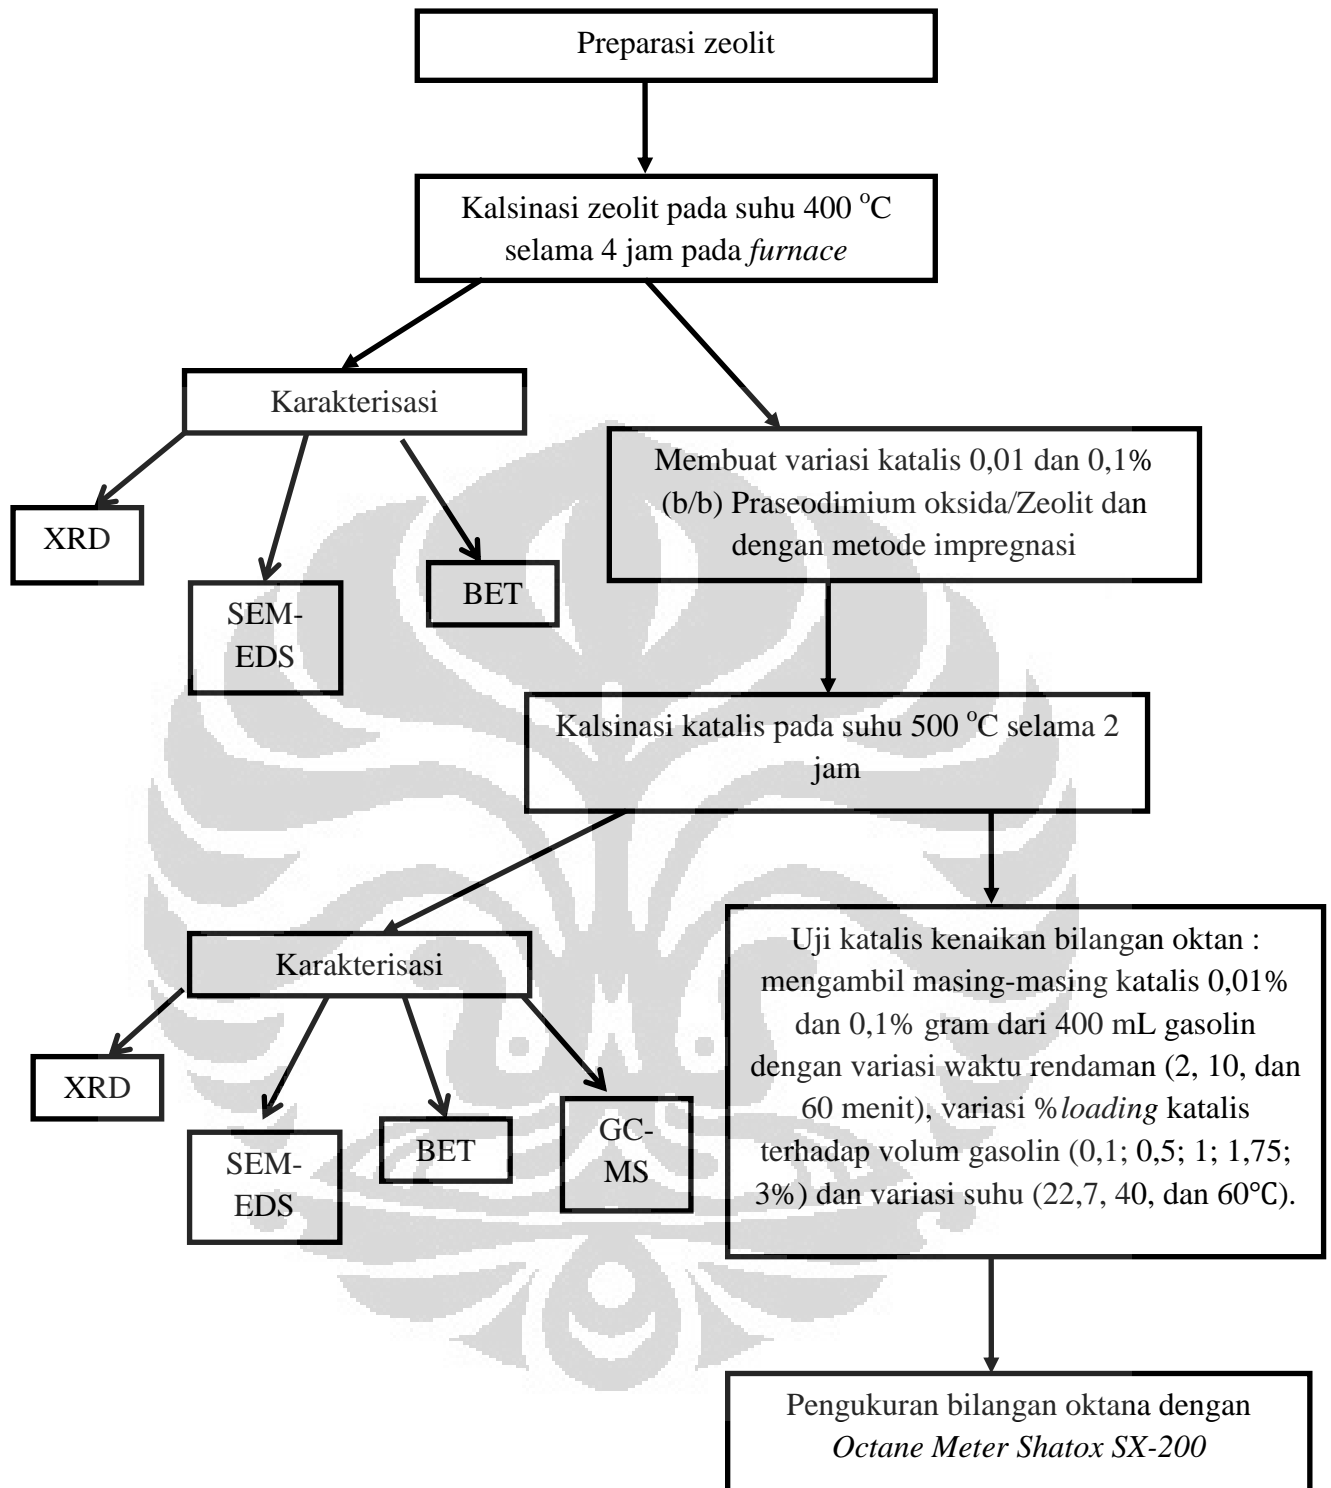 Preparasi zeolit
Kalsinasi zeolit pada suhu 400 °C
selama 4 jam pada furnace
Karakterisasi
XRD
SEM-
EDS
BET
Membuat variasi katalis 0,01 dan 0,1%
(b/b) Praseodimium oksida/Zeolit dan
dengan metode impregnasi
Kalsinasi katalis pada suhu 500 °C selama 2
jam
Karakterisasi
XRD
SEM-
EDS
BET
GC-
MS
Uji katalis kenaikan bilangan oktan :
mengambil masing-masing katalis 0,01%
dan 0,1% gram dari 400 mL gasolin
dengan variasi waktu rendaman (2, 10, dan
60 menit), variasi %loading katalis
terhadap volum gasolin (0,1; 0,5; 1; 1,75;
3%) dan variasi suhu (22,7, 40, dan 60°C).
Pengukuran bilangan oktana dengan
Octane Meter Shatox SX-200